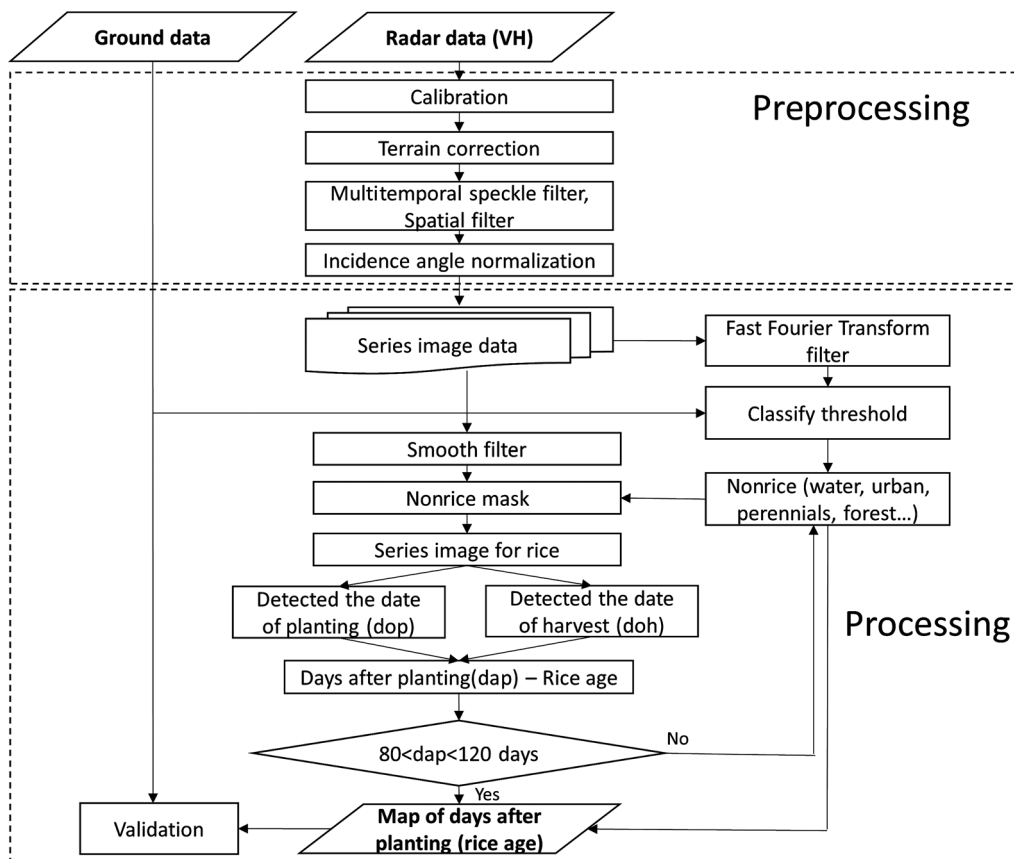 Ground data
Radar data (VH)
Preprocessing
Calibration
Terrain correction
Multitemporal speckle filter,
Spatial filter
Incidence angle normalization
Series image data
Fast Fourier Transform
filter
Classify threshold
Smooth filter
Nonrice mask
Nonrice (water, urban,
perennials, forest...)
Series image for rice
Detected the date
of planting (dop)
Detected the date
of harvest (doh)
Processing
Days after planting(dap) – Rice age
80<dap<120 days
No
Yes
Validation
Map of days after
planting (rice age)